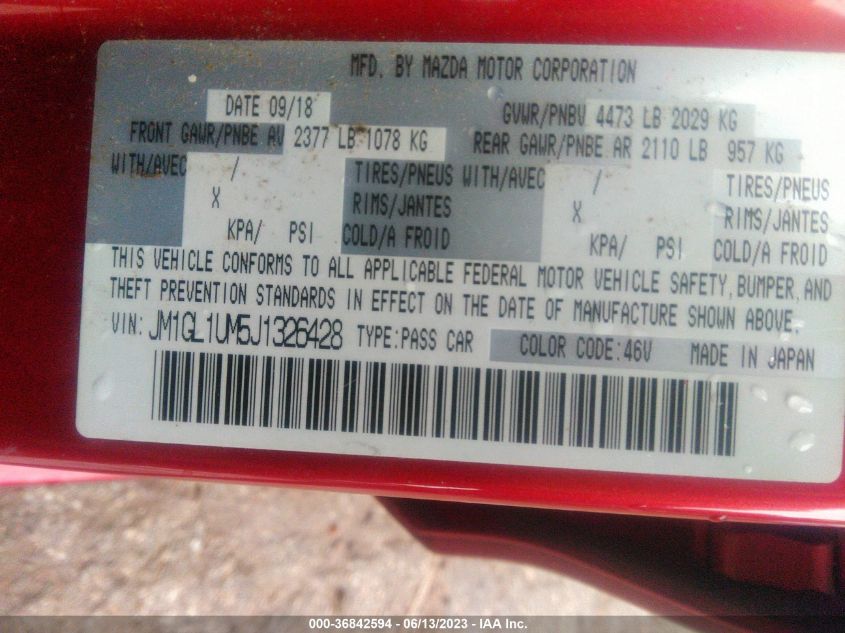 MFD. BY MAZDA MOTOR CORPORATION
DATE 09/18 GVWR/PNBV 4473 LB 2029 KG
FRONT GAWR/PNBE AV 2377 LB 1078 KG REAR GAWR/PNBE AR 2110 LB 957 KG
WITH/AVEC / TIRES/PNEUS WITH/AVEC / TIRES/PNEUS
X RIMS/JANTES X RIMS/JANTES
KPA/ PSI COLD/A FROID KPA/ PSI COLD/A FROID
THIS VEHICLE CONFORMS TO ALL APPLICABLE FEDERAL MOTOR VEHICLE SAFETY, BUMPER, AND
THEFT PREVENTION STANDARDS IN EFFECT ON THE DATE OF MANUFACTURE SHOWN ABOVE.
VIN: JM1GL1UM5J1326428 TYPE:PASS CAR COLOR CODE:46V MADE IN JAPAN
000-36842594 - 06/13/2023 - © IAA Inc.